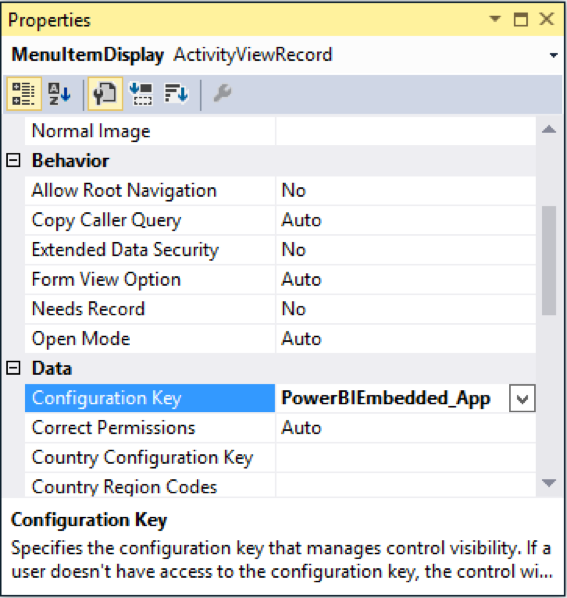 Properties
MenuItemDisplay ActivityViewRecord
Normal Image
Behavior
Allow Root Navigation No
Copy Caller Query Auto
Extended Data Security No
Form View Option Auto
Needs Record No
Open Mode Auto
Data
Configuration Key PowerBIEmbedded_App
Correct Permissions Auto
Country Configuration Key
Country Region Codes
Configuration Key
Specifies the configuration key that manages control visibility. If a
user doesn't have access to the configuration key, the control wi...